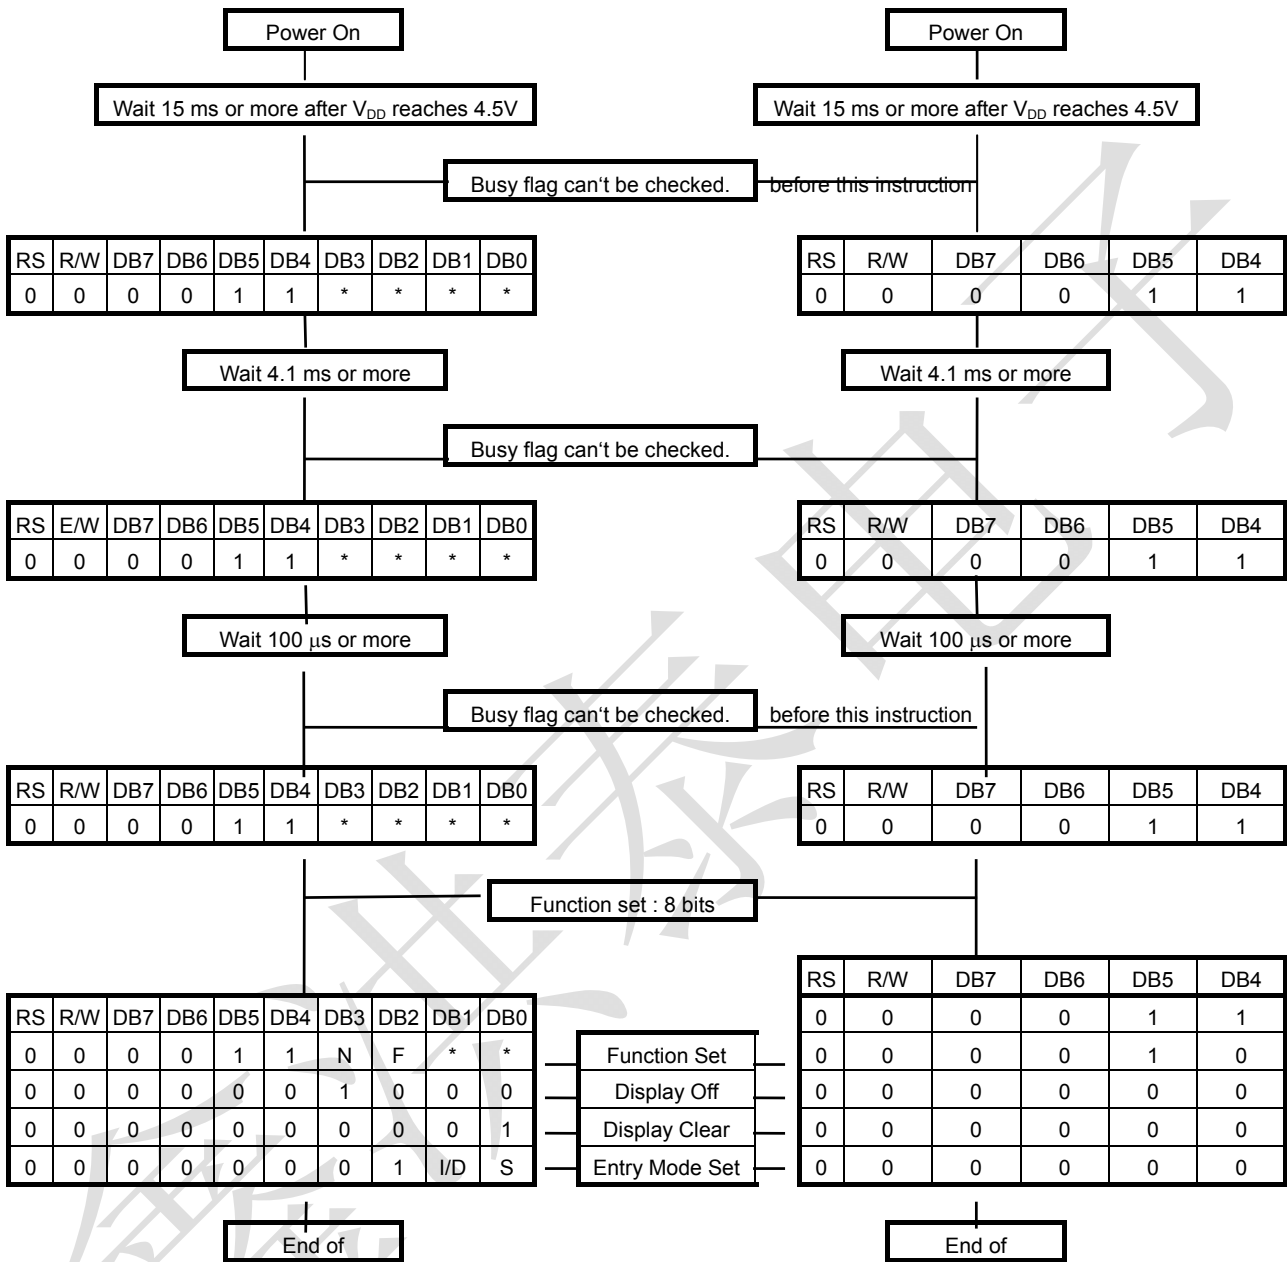 Power On Power On
Wait 15 ms or more after VDD reaches 4.5V Wait 15 ms or more after VDD reaches 4.5V
Busy flag can‘t be checked. before this instruction
RS R/W DB7 DB6 DB5 DB4 DB3 DB2 DB1 DB0 RS R/W DB7 DB6 DB5 DB4
0 0 0 0 1 1 * * * * 0 0 0 0 1 1
Wait 4.1 ms or more Wait 4.1 ms or more
Busy flag can‘t be checked.
RS E/W DB7 DB6 DB5 DB4 DB3 DB2 DB1 DB0 RS R/W DB7 DB6 DB5 DB4
0 0 0 0 1 1 * * * * 0 0 0 0 1 1
Wait 100 μs or more Wait 100 μs or more
Busy flag can‘t be checked. before this instruction
RS R/W DB7 DB6 DB5 DB4 DB3 DB2 DB1 DB0 RS R/W DB7 DB6 DB5 DB4
0 0 0 0 1 1 * * * * 0 0 0 0 1 1
Function set : 8 bits
RS R/W DB7 DB6 DB5 DB4
RS R/W DB7 DB6 DB5 DB4 DB3 DB2 DB1 DB0 0 0 0 0 1 1
0 0 0 0 1 1 N F * * Function Set 0 0 0 0 1 0
0 0 0 0 0 0 1 0 0 0 Display Off 0 0 0 0 0 0
0 0 0 0 0 0 0 0 0 1 Display Clear 0 0 0 0 0 0
0 0 0 0 0 0 0 1 I/D S Entry Mode Set 0 0 0 0 0 0
End of End of
泰电子